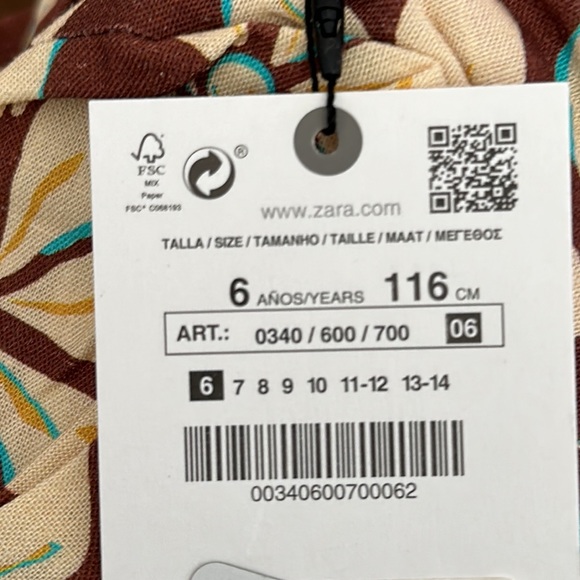 FSC
MIX
Paper
FSC® C066193
®
www.zara.com
TALLA / SIZE / TAMANHO / TAILLE / MAAT / ΜΕΓΕΘΟΣ
6 AÑOS/YEARS 116 CM
ART.: 0340 / 600 / 700 06
6 7 8 9 10 11-12 13-14
00340600700062